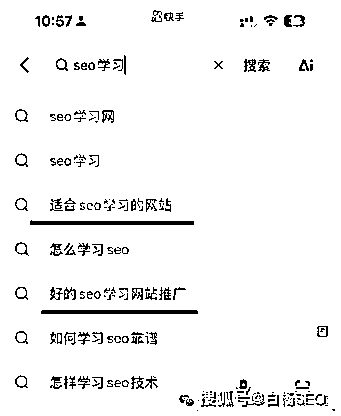 10:57 快手
seo学习 × 搜索 Ai
seo学习网
seo学习
适合seo学习的网站
怎么学习seo
好的seo学习网站推广
如何学习seo靠谱
怎样学习seo技术
搜狐号@白杨SEO